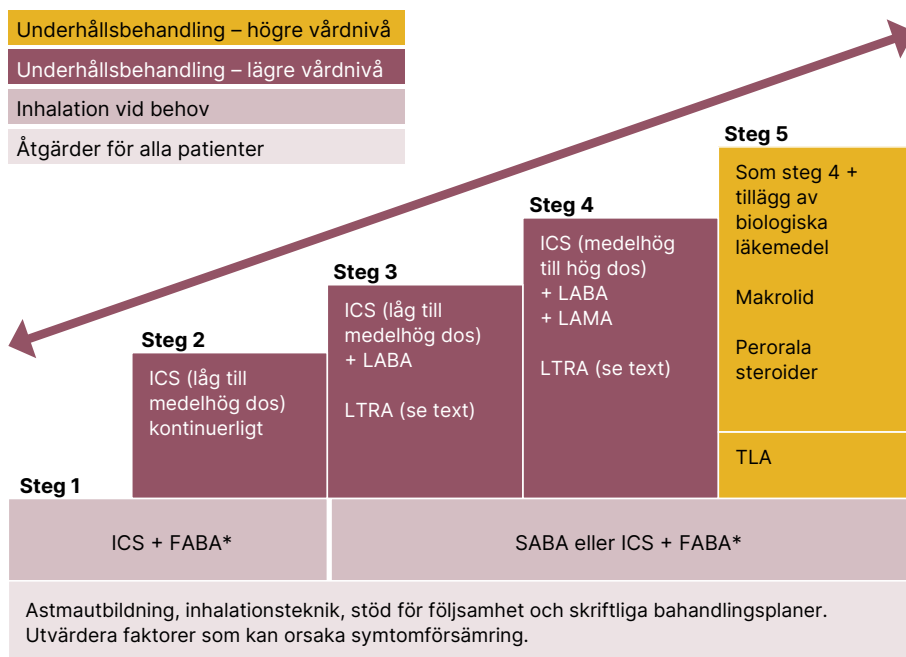 Underhållsbehandling – högre vårdnivå
Underhållsbehandling – lägre vårdnivå
Inhalation vid behov
Åtgärder för alla patienter
Steg 1
Steg 2
ICS (låg till
medelhög dos)
kontinuerligt
Steg 3
ICS (låg till
medelhög dos)
+ LABA
LTRA (se text)
Steg 4
ICS (medelhög
till hög dos)
+ LABA
+ LAMA
LTRA (se text)
Steg 5
Som steg 4 +
tillägg av
biologiska
läkemedel
Makrolid
Perorala
steroider
TLA
ICS + FABA*
SABA eller ICS + FABA*
Astmautbildning, inhalationsteknik, stöd för följsamhet och skriftliga bahandlingsplaner.
Utvärdera faktorer som kan orsaka symtomförsämring.